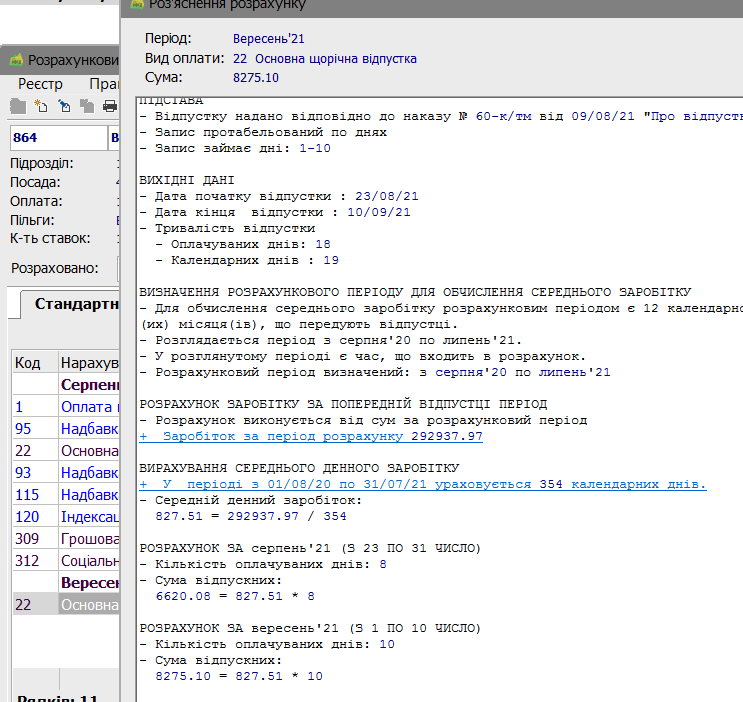 Роз'яснення розрахунку
Період: Вересень'21
Вид оплати: 22 Основна щорічна відпустка
Сума: 8275.10
Розрахункови
Реєстр Пра
864 В
Підрозділ:
Посада:
Оплата:
Пільги:
К-ть ставок:
Розраховано:
Стандартн
Код Нарахув
Серпень
1 Оплата
95 Надбавка
22 Основна
93 Надбавка
115 Надбавка
120 Індексац
309 Грошова
312 Соціальн
Вересен
22 Основна
Рядків: 11
ПІДСТАВА
- Відпустку надано відповідно до наказу № 60-к/тм від 09/08/21 "Про відпуст
- Запис протабельований по днях
- Запис займає дні: 1-10
ВИХІДНІ ДАНІ
- Дата початку відпустки : 23/08/21
- Дата кінця відпустки : 10/09/21
- Тривалість відпустки
- Оплачуваних днів: 18
- Календарних днів : 19
ВИЗНАЧЕННЯ РОЗРАХУНКОВОГО ПЕРІОДУ ДЛЯ ОБЧИСЛЕННЯ СЕРЕДНЬОГО ЗАРОБІТКУ
- Для обчислення середнього заробітку розрахунковим періодом є 12 календарно
(их) місяця(ів), що передують відпустці.
- Розглядається період з серпня'20 по липень'21.
- У розглянутому періоді є час, що входить в розрахунок.
- Розрахунковий період визначений: з серпня'20 по липень'21
РОЗРАХУНОК ЗАРОБІТКУ ЗА ПОПЕРЕДНІЙ ВІДПУСТЦІ ПЕРІОД
- Розрахунок виконується від сум за розрахунковий період
+ Заробіток за період розрахунку 292937.97
ВИРАХУВАННЯ СЕРЕДНЬОГО ДЕННОГО ЗАРОБІТКУ
+ У періоді з 01/08/20 по 31/07/21 ураховується 354 календарних днів.
- Середній денний заробіток:
827.51 = 292937.97 / 354
РОЗРАХУНОК ЗА серпень'21 (З 23 ПО 31 ЧИСЛО)
- Кількість оплачуваних днів: 8
- Сума відпускних:
6620.08 = 827.51 * 8
РОЗРАХУНОК ЗА вересень'21 (З 1 ПО 10 ЧИСЛО)
- Кількість оплачуваних днів: 10
- Сума відпускних:
8275.10 = 827.51 * 10